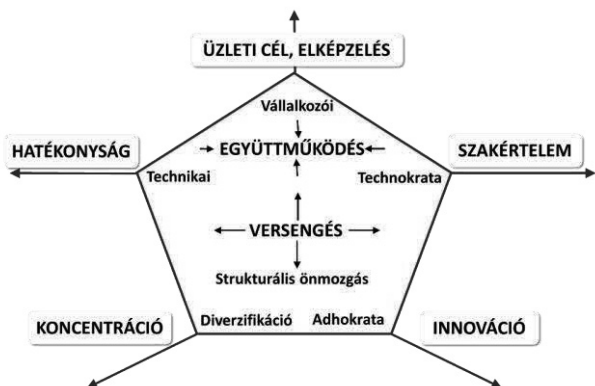 ÜZLETI CÉL, ELKÉPZELÉS
Vállalkozói
HATÉKONYSÁG
EGYÜTTMŰKÖDÉS
SZAKÉRTELEM
Technikai
Technokrata
VERSENGÉS
Strukturális önmozgás
KONCENTRÁCIÓ
Diverzifikáció
Adhokrata
INNOVÁCIÓ